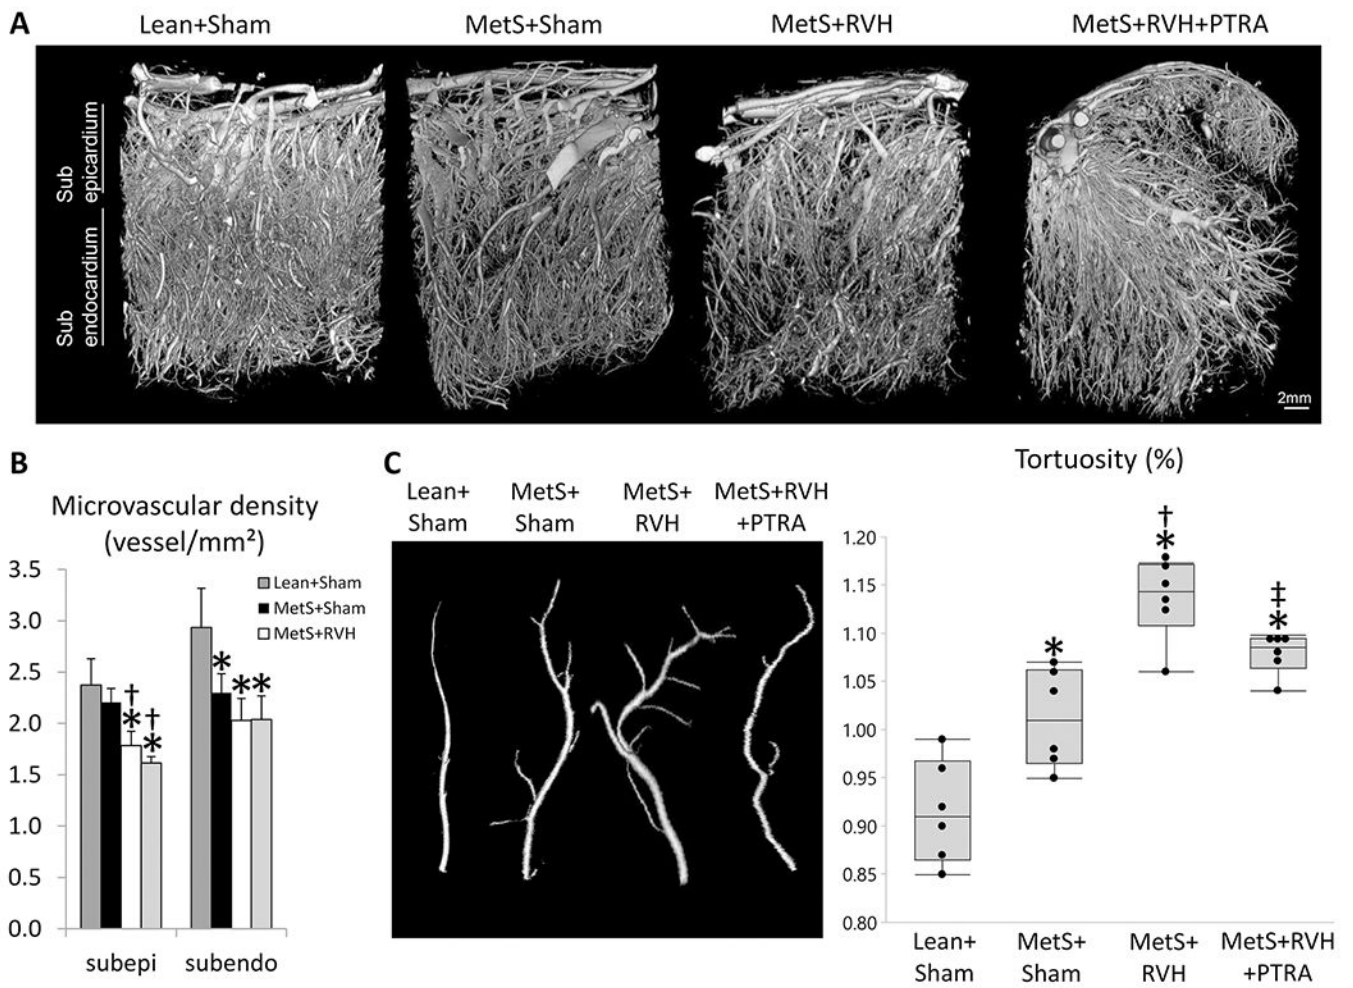 A
Lean+Sham
MetS+Sham
MetS+RVH
MetS+RVH+PTRA
Sub
epicardium
Sub
endocardium
2mm
B
Microvascular density
(vessel/mm²)
3.5
3.0
2.5
2.0
1.5
1.0
0.5
0.0
Lean+Sham
MetS+Sham
MetS+RVH
†
*
†
*
*
*
*
subepi
subendo
C
Lean+
Sham
MetS+
Sham
MetS+
RVH
MetS+RVH
+PTRA
Tortuosity (%)
1.20
1.15
1.10
1.05
1.00
0.95
0.90
0.85
0.80
*
†
*
‡
*
Lean+
Sham
MetS+
Sham
MetS+
RVH
MetS+RVH
+PTRA